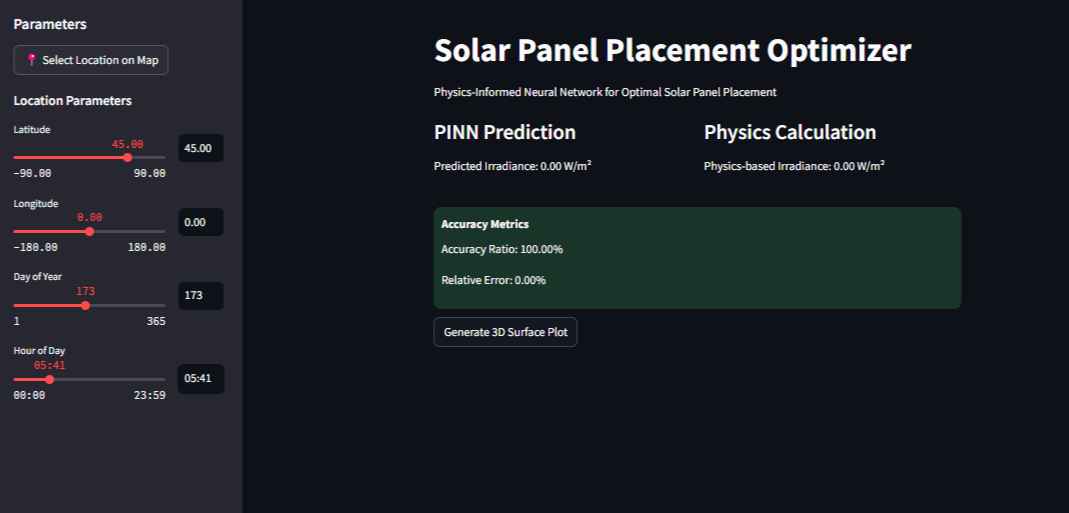 Parameters
Select Location on Map
Location Parameters
Latitude
45.00
45.00
-90.00 90.00
Longitude
0.00
0.00
-180.00 180.00
Day of Year
173
173
1 365
Hour of Day
05:41
05:41
00:00 23:59
Solar Panel Placement Optimizer
Physics-Informed Neural Network for Optimal Solar Panel Placement
PINN Prediction
Predicted Irradiance: 0.00 W/m²
Physics Calculation
Physics-based Irradiance: 0.00 W/m²
Accuracy Metrics
Accuracy Ratio: 100.00%
Relative Error: 0.00%
Generate 3D Surface Plot